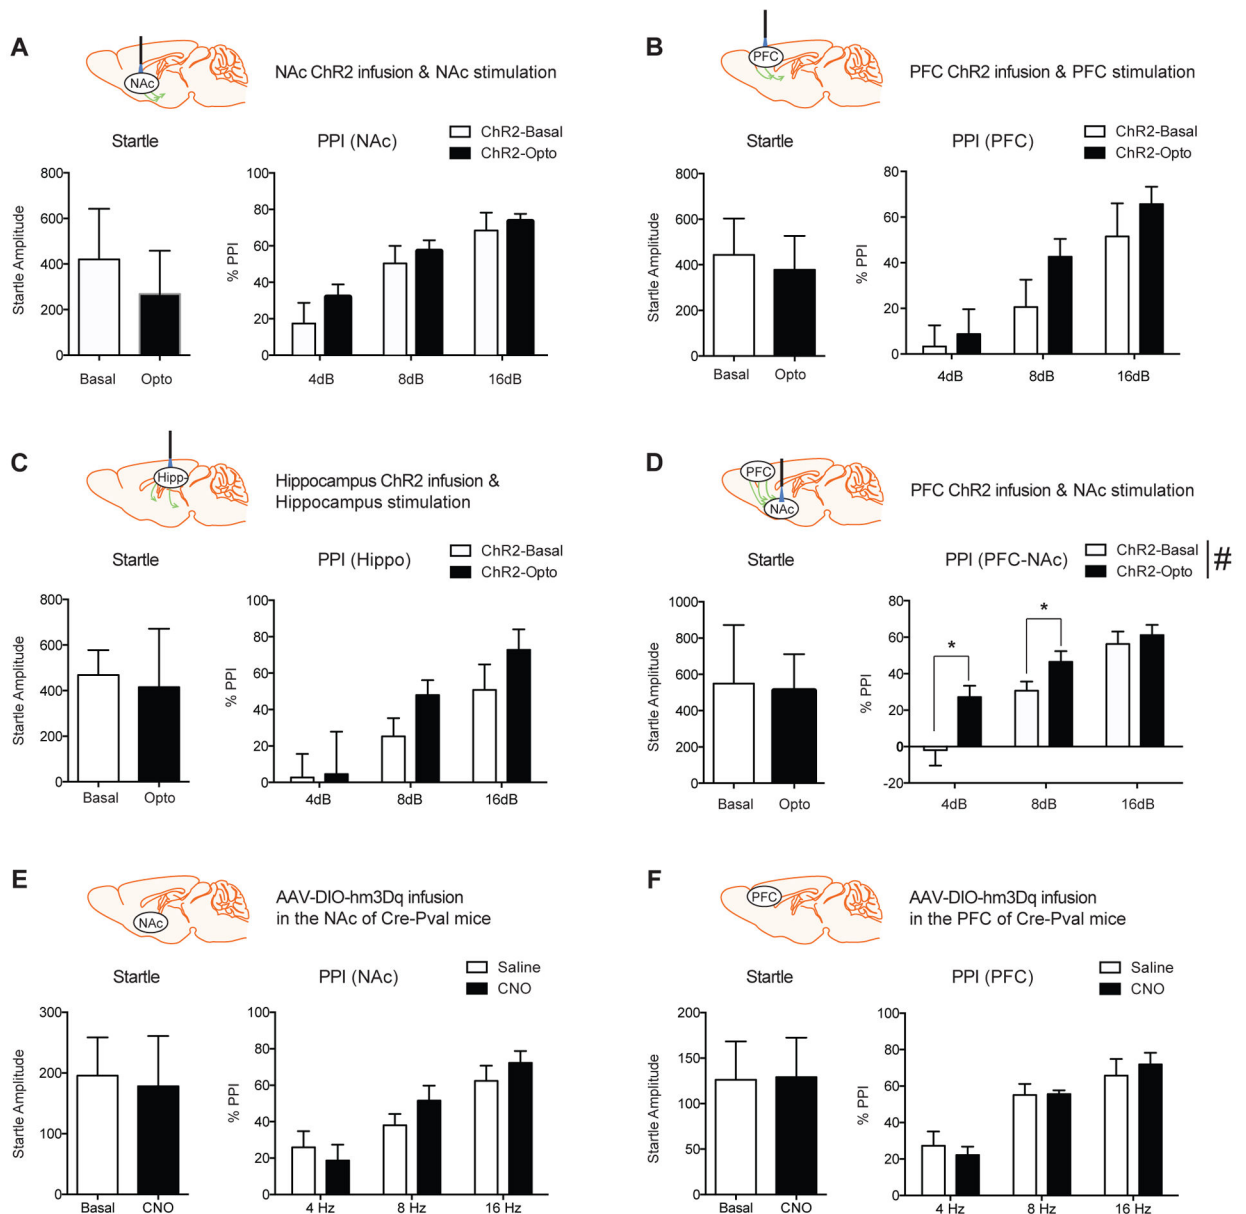 A
NAc
NAc ChR2 infusion & NAc stimulation
Startle
PPI (NAc)
ChR2-Basal
ChR2-Opto
Startle Amplitude
800
600
400
200
0
Basal Opto
% PPI
100
80
60
40
20
0
4dB 8dB 16dB
B
PFC
PFC ChR2 infusion & PFC stimulation
Startle
PPI (PFC)
ChR2-Basal
ChR2-Opto
Startle Amplitude
800
600
400
200
0
Basal Opto
% PPI
80
60
40
20
0
4dB 8dB 16dB
C
Hipp-
Hippocampus ChR2 infusion &
Hippocampus stimulation
Startle
PPI (Hippo)
ChR2-Basal
ChR2-Opto
Startle Amplitude
800
600
400
200
0
Basal Opto
% PPI
100
80
60
40
20
0
4dB 8dB 16dB
D
PFC
NAc
PFC ChR2 infusion & NAc stimulation
Startle
PPI (PFC-NAc)
ChR2-Basal
ChR2-Opto
#
Startle Amplitude
1000
800
600
400
200
0
Basal Opto
% PPI
80
60
40
20
0
-20
* *
4dB 8dB 16dB
E
NAc
AAV-DIO-hm3Dq infusion
in the NAc of Cre-Pval mice
Startle
PPI (NAc)
Saline
CNO
Startle Amplitude
300
200
100
0
Basal CNO
% PPI
100
80
60
40
20
0
4 Hz 8 Hz 16 Hz
F
PFC
AAV-DIO-hm3Dq infusion
in the PFC of Cre-Pval mice
Startle
PPI (PFC)
Saline
CNO
Startle Amplitude
200
150
100
50
0
Basal CNO
% PPI
100
80
60
40
20
0
4 Hz 8 Hz 16 Hz